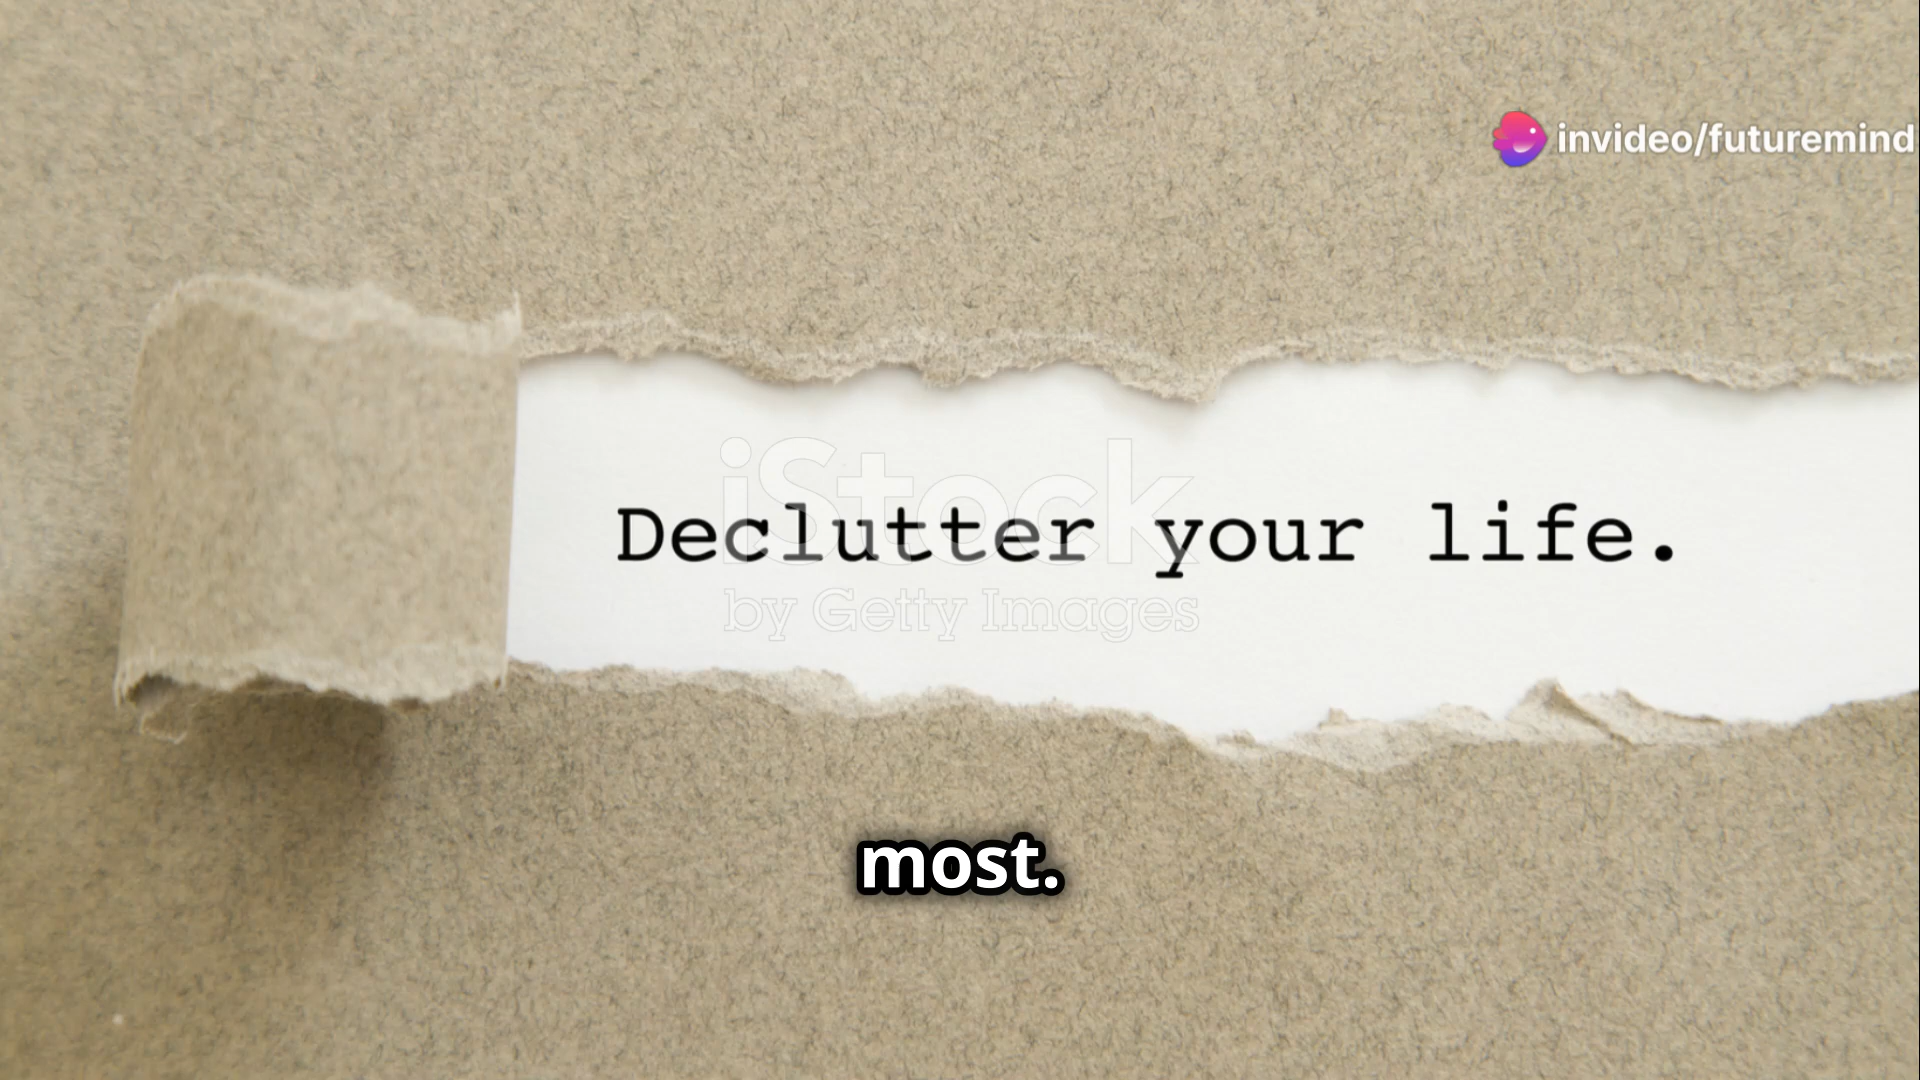 invideo/futuremind
iStock
Declutter your life.
by Getty Images
most.